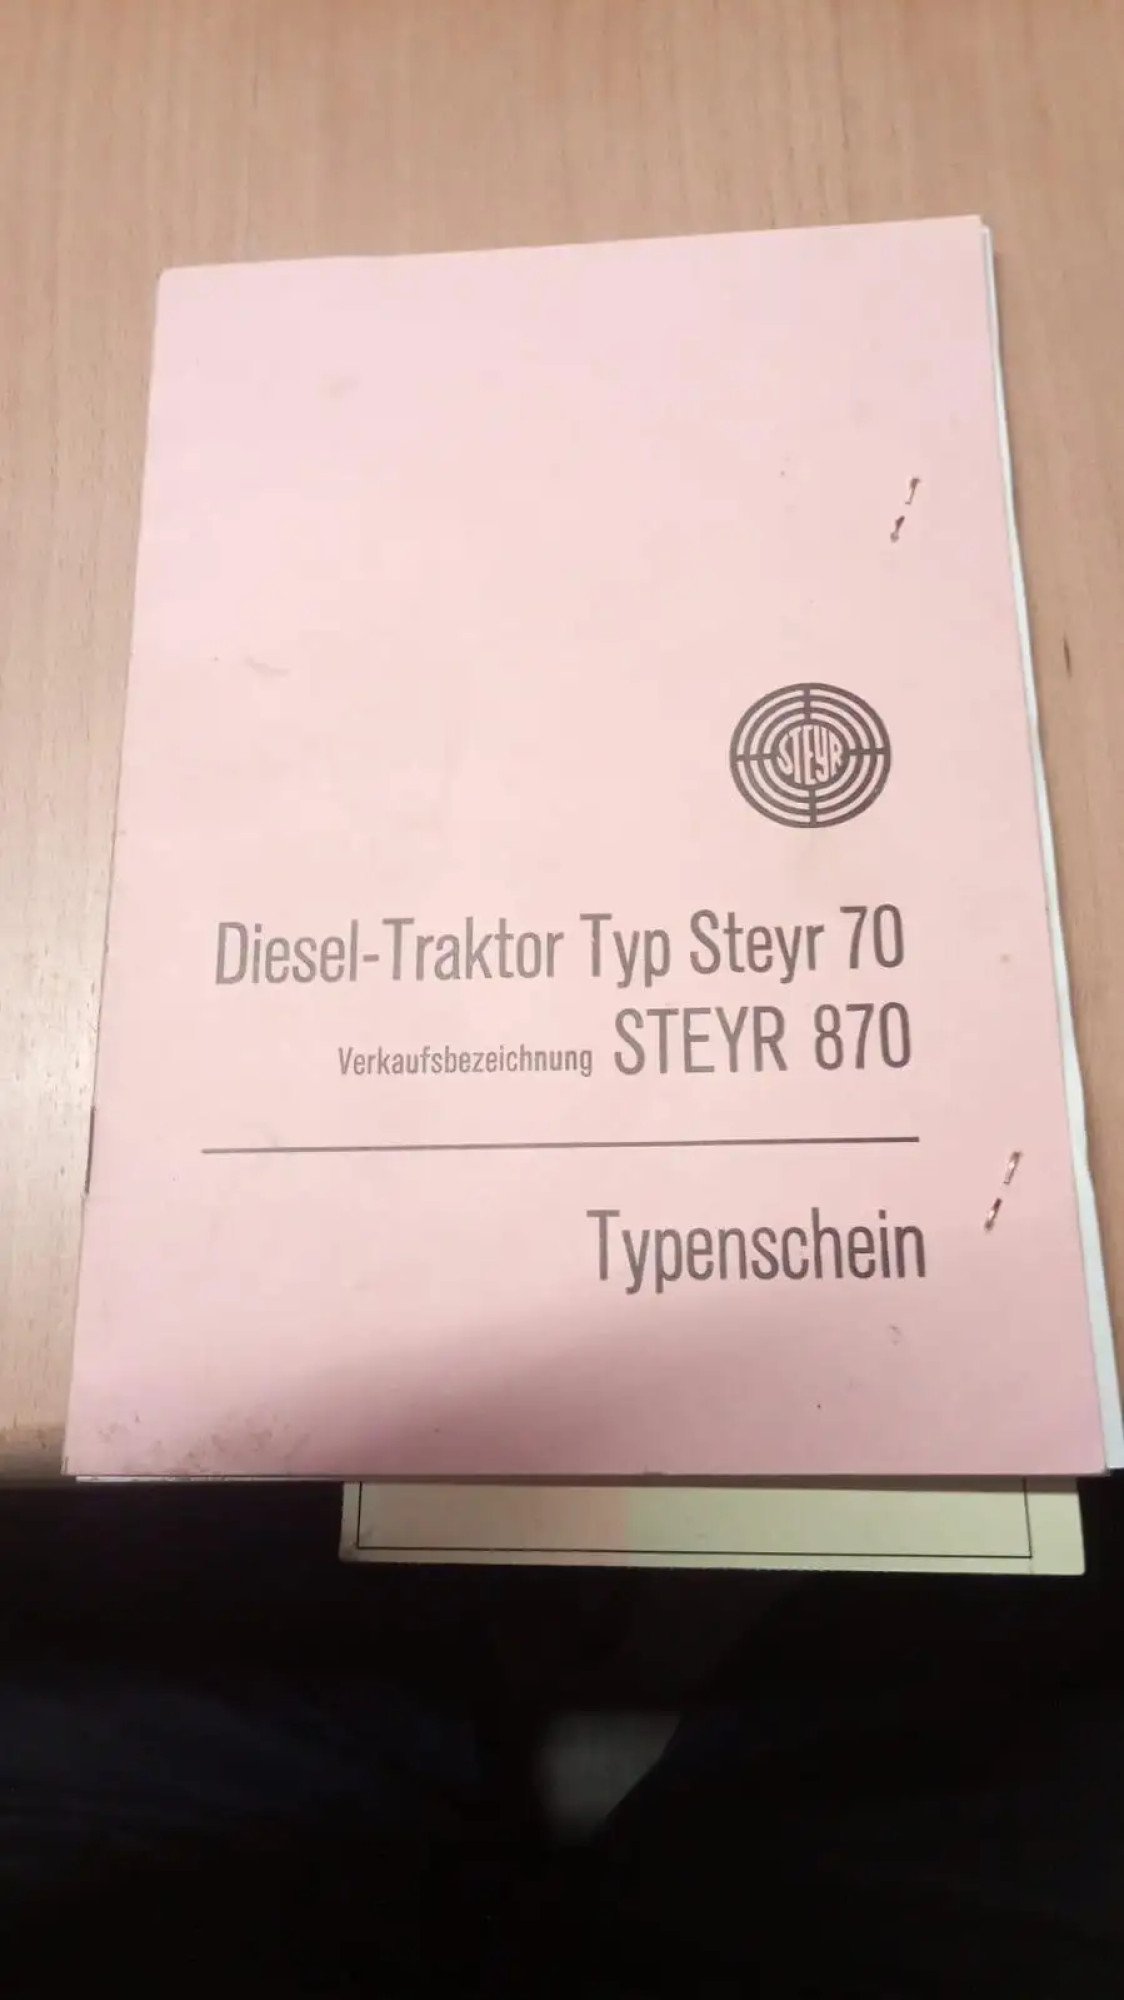 STEYR
Diesel-Traktor Typ Steyr 70
Verkaufsbezeichnung STEYR 870
Typenschein